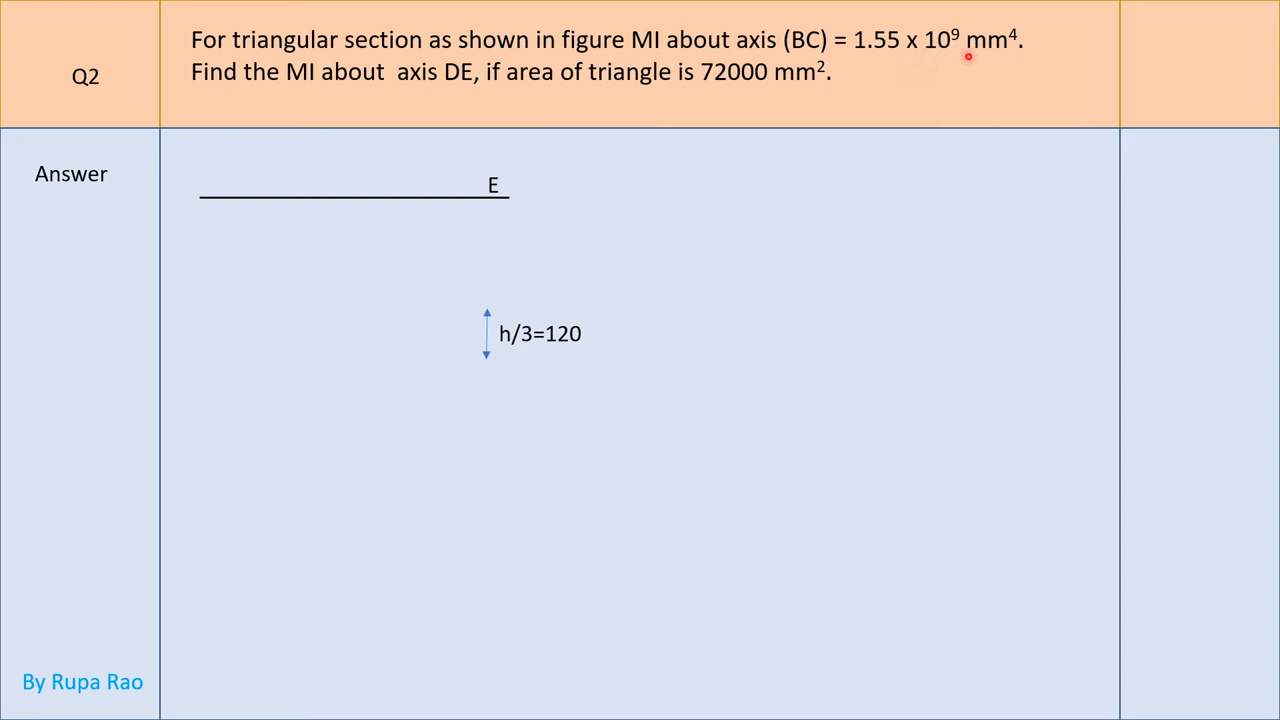 Q2
For triangular section as shown in figure MI about axis (BC) = 1.55 x 10⁹ mm⁴.
Find the MI about axis DE, if area of triangle is 72000 mm².
Answer
E
h/3=120
By Rupa Rao